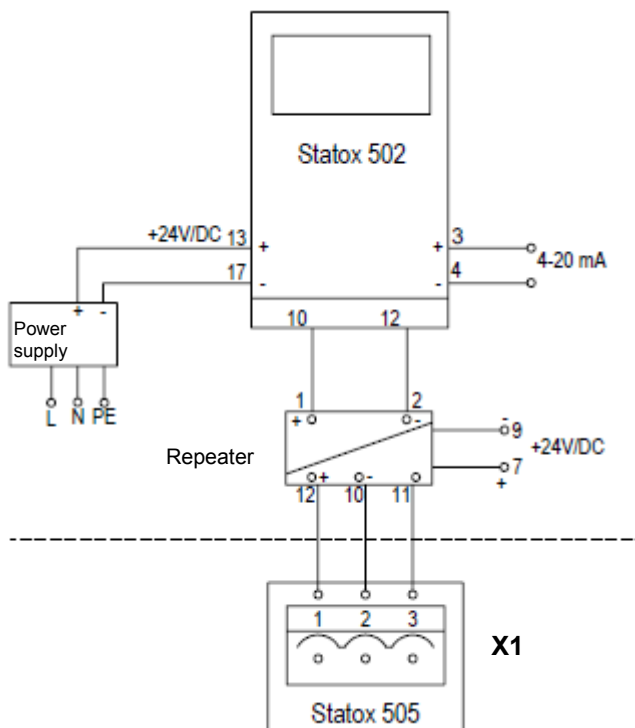 Statox 502
+24V/DC 13 + + 3
17 - - 4
4-20 mA
+ -
Power
supply
10 12
L N PE
1 2
+ -
- 9
+24V/DC
7
+
Repeater
+ -
12 10 11
1 2 3
X1
Statox 505